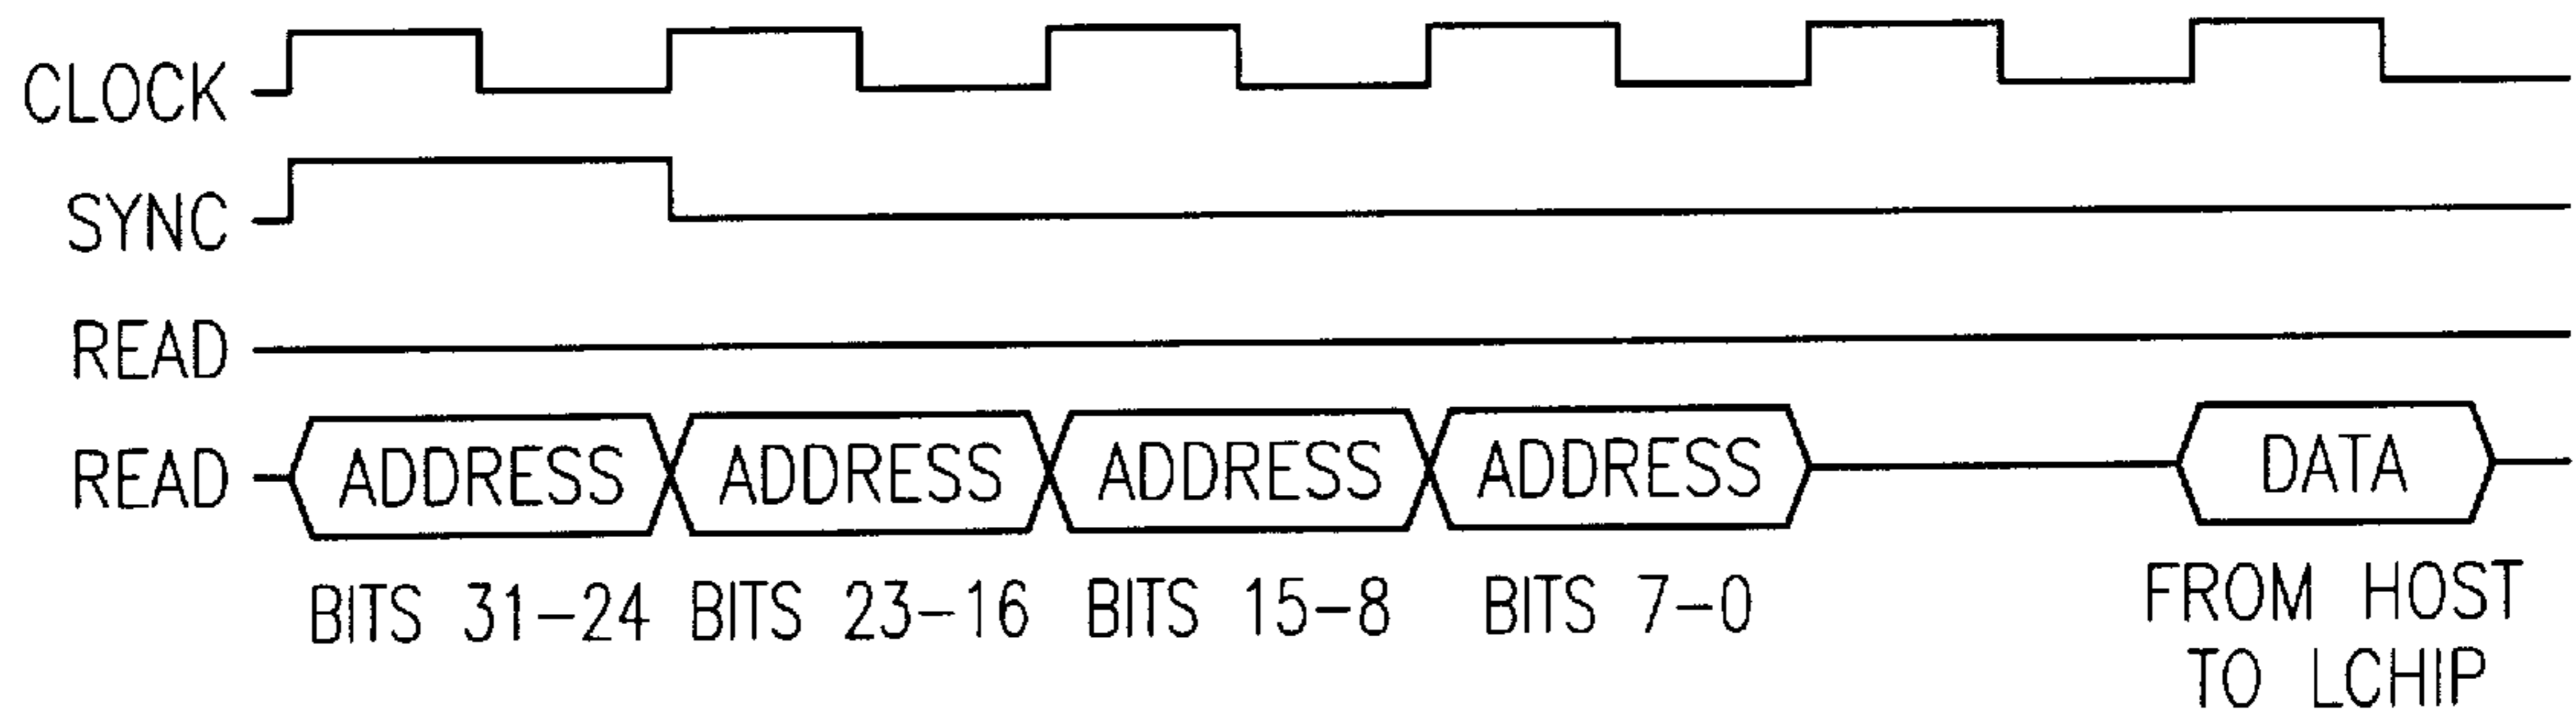 CLOCK
SYNC
READ
READ ADDRESS ADDRESS ADDRESS ADDRESS DATA
BITS 31-24 BITS 23-16 BITS 15-8 BITS 7-0 FROM HOST
TO LCHIP